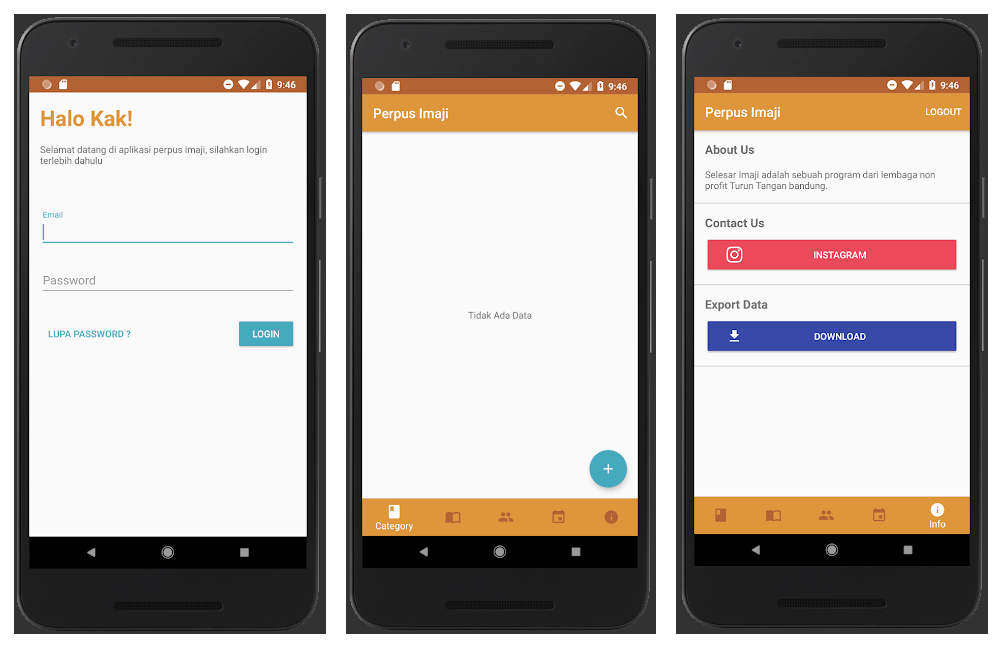 9:46
Halo Kak!
Selamat datang di aplikasi perpus imaji, silahkan login
terlebih dahulu
Email
Password
LUPA PASSWORD ?
LOGIN
9:46
Perpus Imaji
Tidak Ada Data
+
Category
9:46
Perpus Imaji
LOGOUT
About Us
Selesar Imaji adalah sebuah program dari lembaga non
profit Turun Tangan bandung.
Contact Us
INSTAGRAM
Export Data
DOWNLOAD
Info